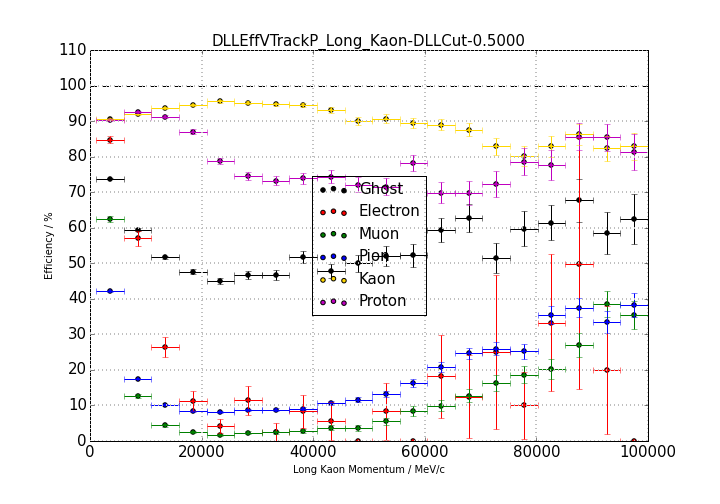 DLLEffVTrackP_Long_Kaon-DLLCut-0.5000
110
100
90
80
70
60
50
40
30
20
10
0
Efficiency / %
Ghost
Electron
Muon
Pion
Kaon
Proton
0 20000 40000 60000 80000 100000
Long Kaon Momentum / MeV/c